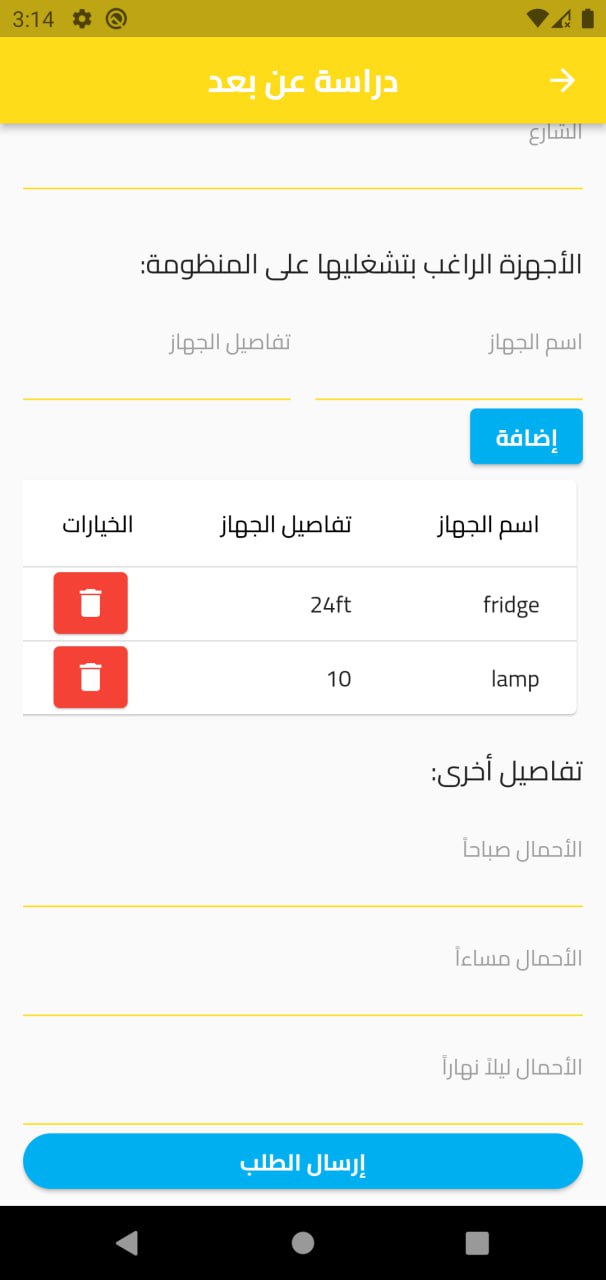 3:14
دراسة عن بعد
الشارع
الأجهزة الراغب بتشغليها على المنظومة:
اسم الجهاز تفاصيل الجهاز
إضافة
اسم الجهاز تفاصيل الجهاز الخيارات
fridge 24ft
lamp 10
تفاصيل أخرى:
الأحمال صباحاً
الأحمال مساءاً
الأحمال ليلاً نهاراً
إرسال الطلب